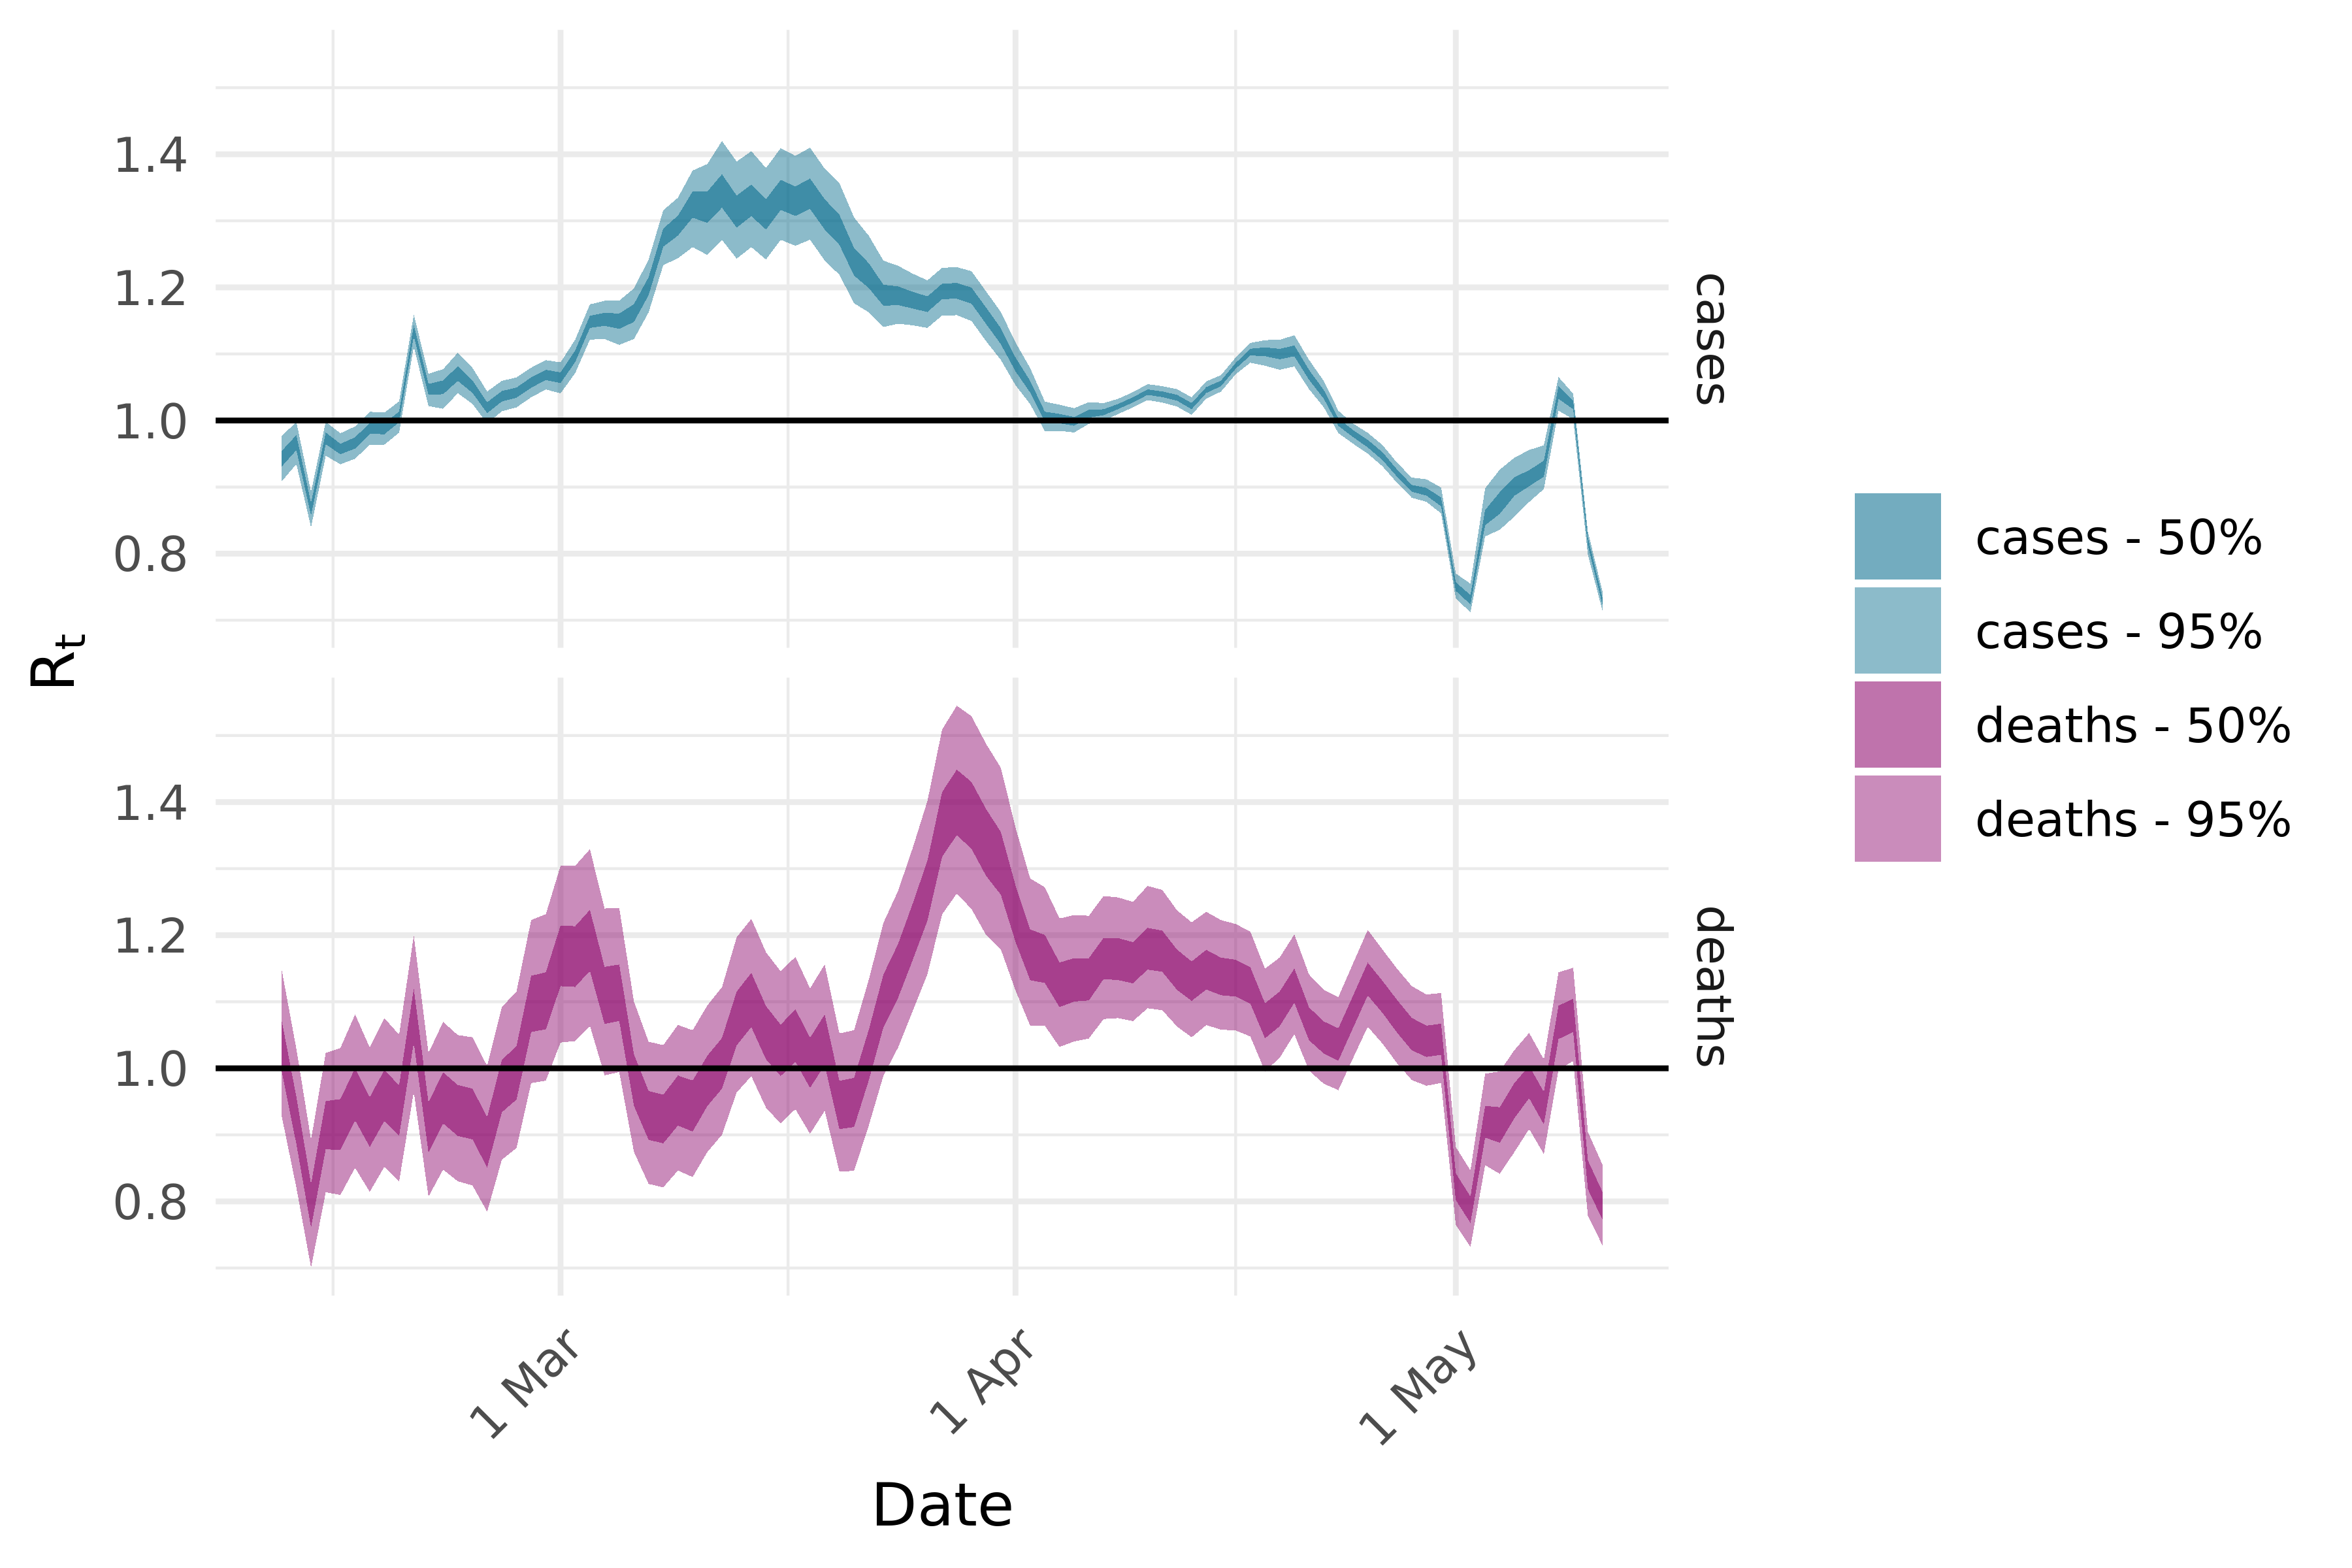 1.4
1.2
1.0
0.8
cases
R_t
1.4
1.2
1.0
0.8
deaths
1 Mar
1 Apr
1 May
Date
cases - 50%
cases - 95%
deaths - 50%
deaths - 95%